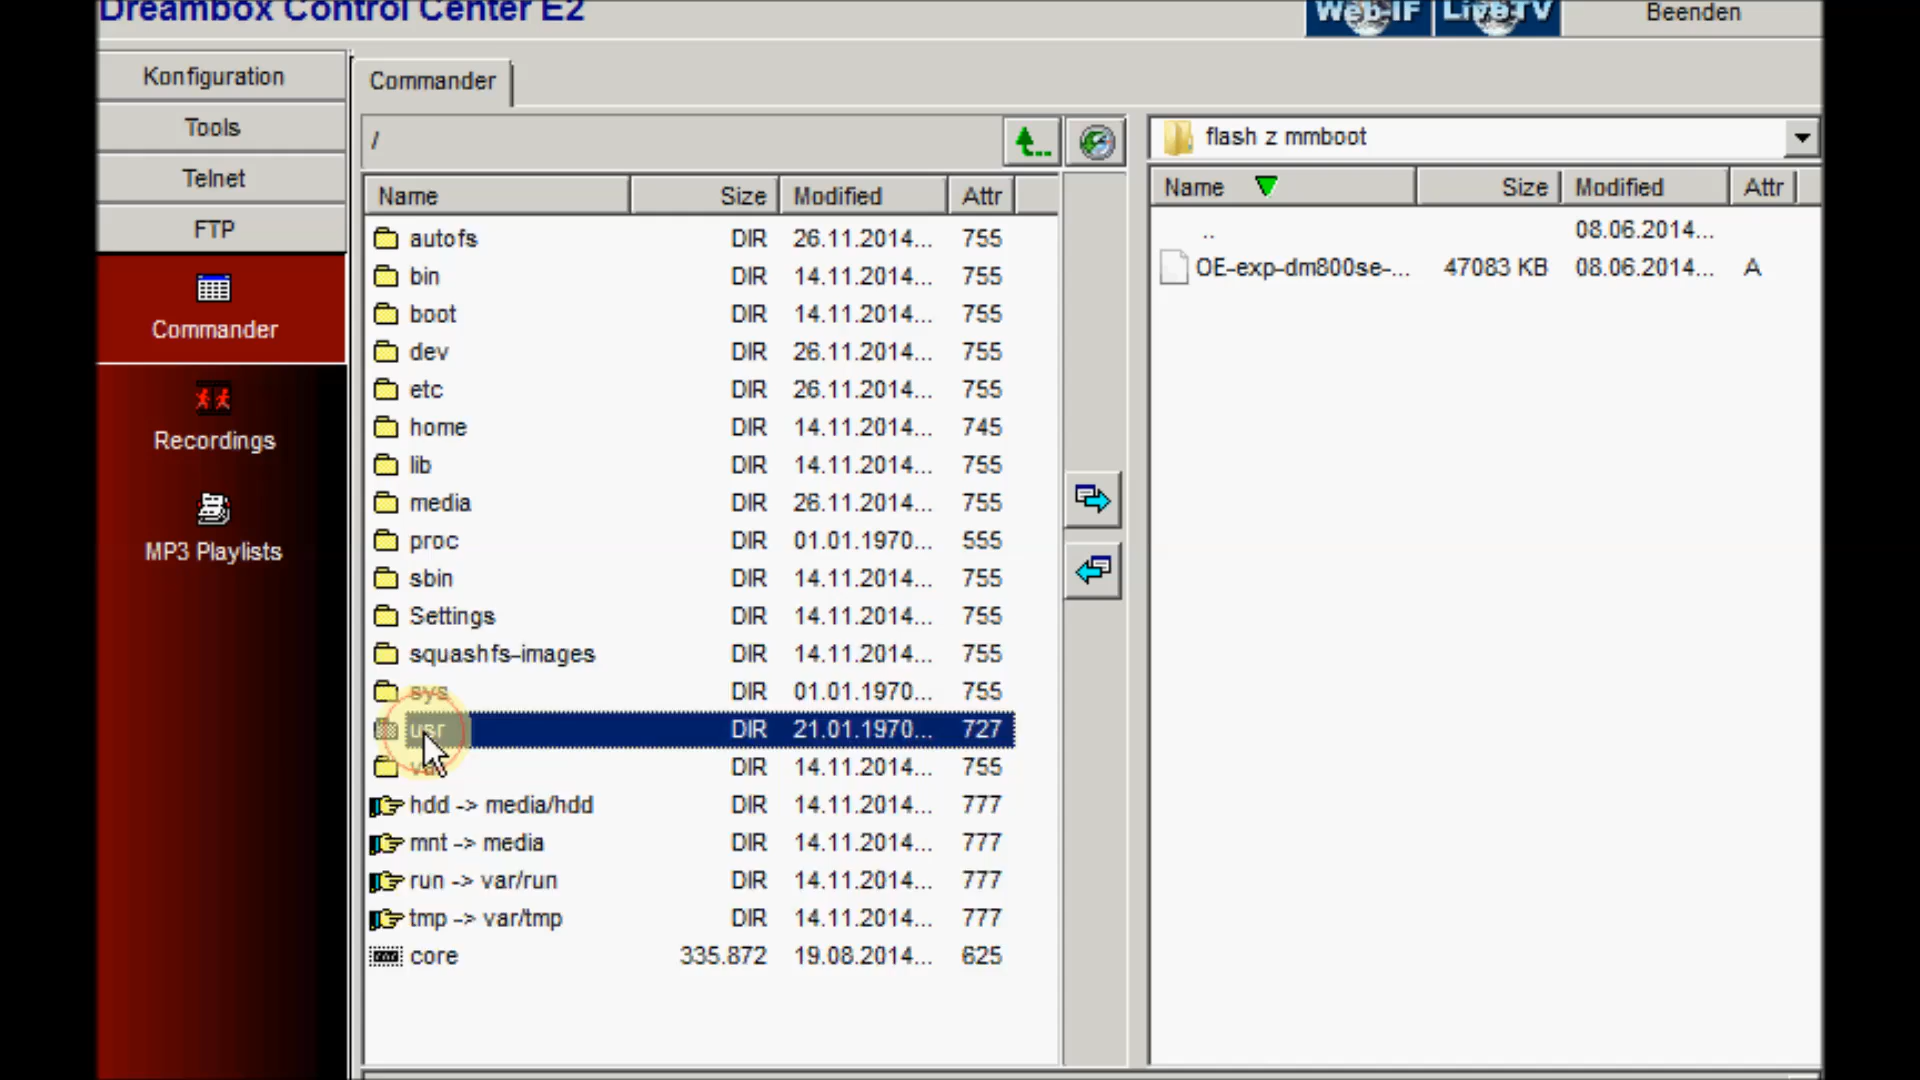 Dreambox Control Center E2
Web-IF
LiveTV
Beenden
Konfiguration
Tools
Telnet
FTP
Commander
Recordings
MP3 Playlists
Commander
/
Name Size Modified Attr
autofs DIR 26.11.2014... 755
bin DIR 14.11.2014... 755
boot DIR 14.11.2014... 755
dev DIR 26.11.2014... 755
etc DIR 26.11.2014... 755
home DIR 14.11.2014... 745
lib DIR 14.11.2014... 755
media DIR 26.11.2014... 755
proc DIR 01.01.1970... 555
sbin DIR 14.11.2014... 755
Settings DIR 14.11.2014... 755
squashfs-images DIR 14.11.2014... 755
sys DIR 01.01.1970... 755
usr DIR 21.01.1970... 727
var DIR 14.11.2014... 755
hdd -> media/hdd DIR 14.11.2014... 777
mnt -> media DIR 14.11.2014... 777
run -> var/run DIR 14.11.2014... 777
tmp -> var/tmp DIR 14.11.2014... 777
core 335.872 19.08.2014... 625
flash z mmboot
Name Size Modified Attr
.. 08.06.2014...
OE-exp-dm800se-... 47083 KB 08.06.2014... A